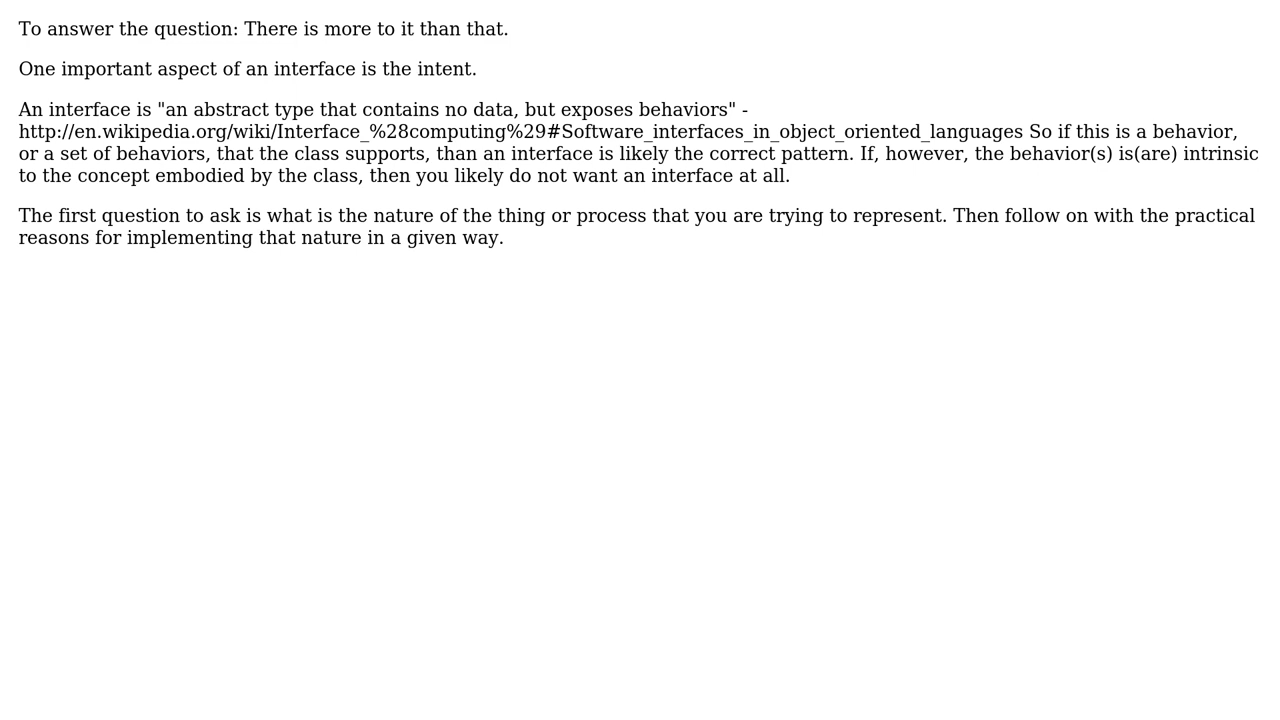 To answer the question: There is more to it than that.
One important aspect of an interface is the intent.
An interface is "an abstract type that contains no data, but exposes behaviors" -
http://en.wikipedia.org/wiki/Interface_%28computing%29#Software_interfaces_in_object_oriented_languages So if this is a behavior,
or a set of behaviors, that the class supports, than an interface is likely the correct pattern. If, however, the behavior(s) is(are) intrinsic
to the concept embodied by the class, then you likely do not want an interface at all.
The first question to ask is what is the nature of the thing or process that you are trying to represent. Then follow on with the practical
reasons for implementing that nature in a given way.